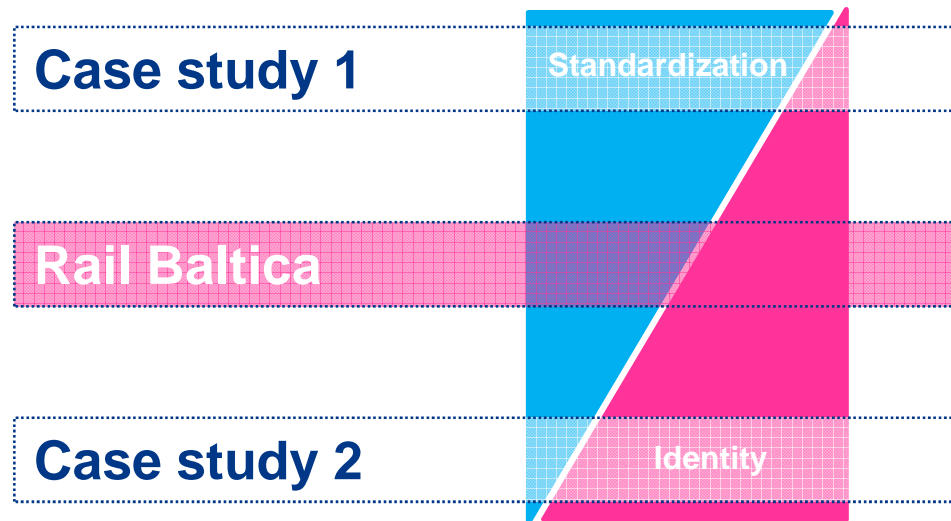 Case study 1
Standardization
Rail Baltica
Case study 2
Identity